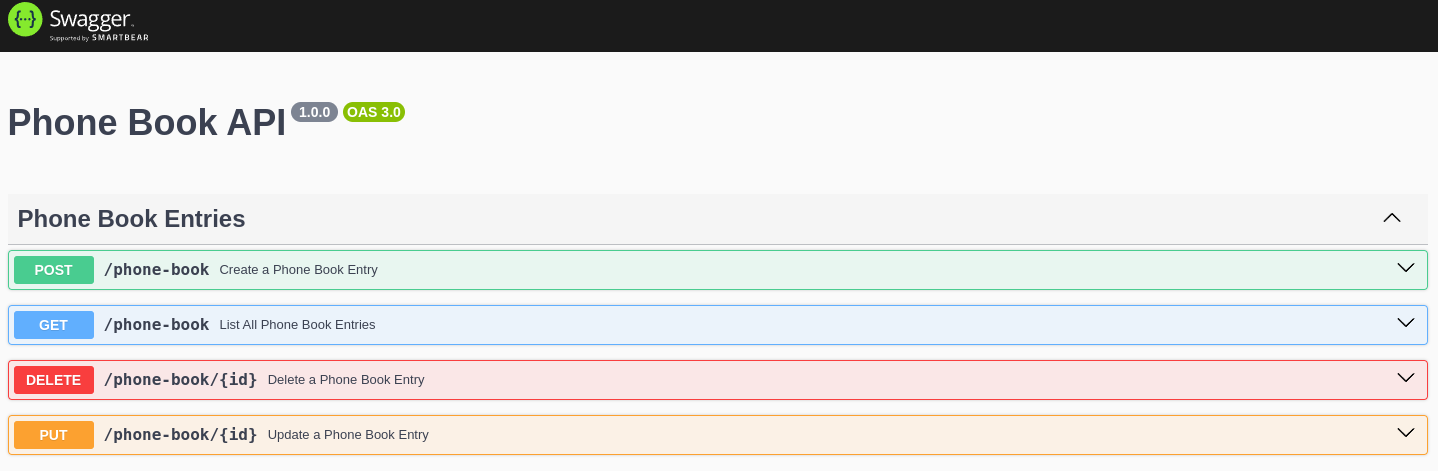 Swagger
Supported by SMARTBEAR
Phone Book API 1.0.0 OAS 3.0
Phone Book Entries
POST /phone-book Create a Phone Book Entry
GET /phone-book List All Phone Book Entries
DELETE /phone-book/{id} Delete a Phone Book Entry
PUT /phone-book/{id} Update a Phone Book Entry